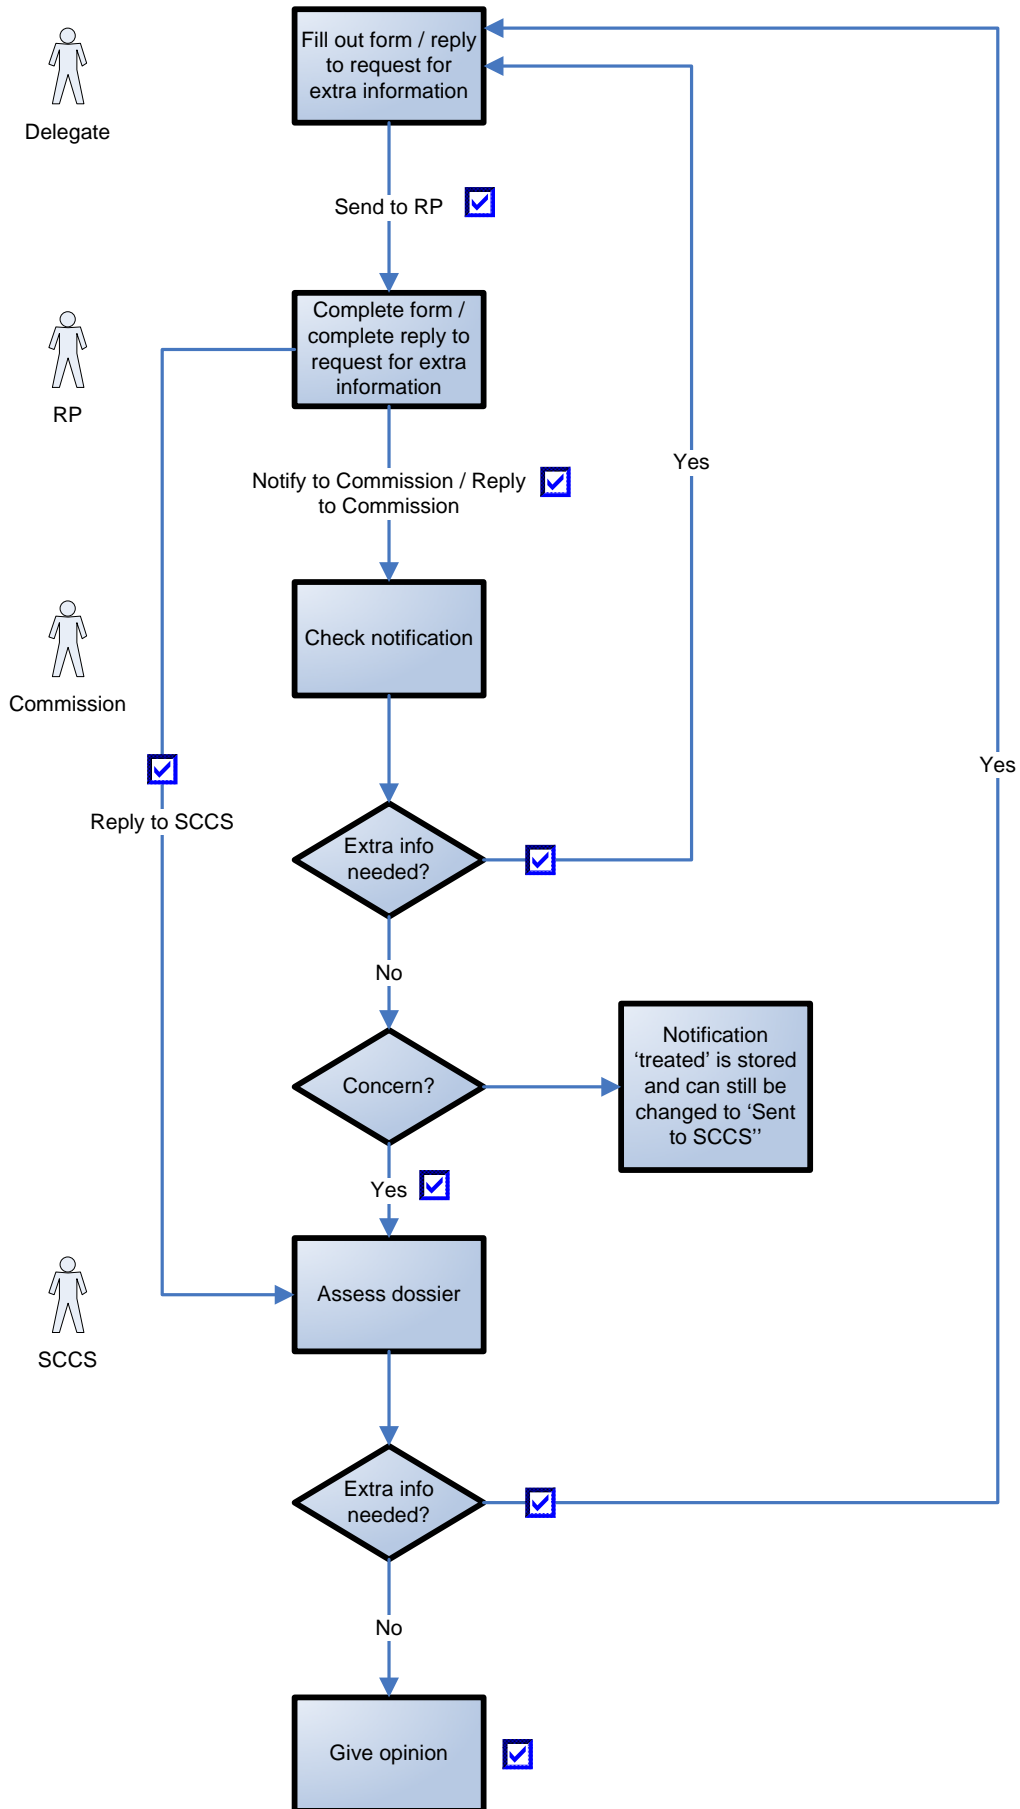 Fill out form / reply
to request for
extra information
Delegate
Send to RP
Complete form /
complete reply to
request for extra
information
RP
Notify to Commission / Reply
to Commission
Yes
Check notification
Commission
Yes
Reply to SCCS
Extra info
needed?
No
Notification
‘treated’ is stored
and can still be
changed to ‘Sent
to SCCS’’
Concern?
Yes
Assess dossier
SCCS
Extra info
needed?
No
Give opinion